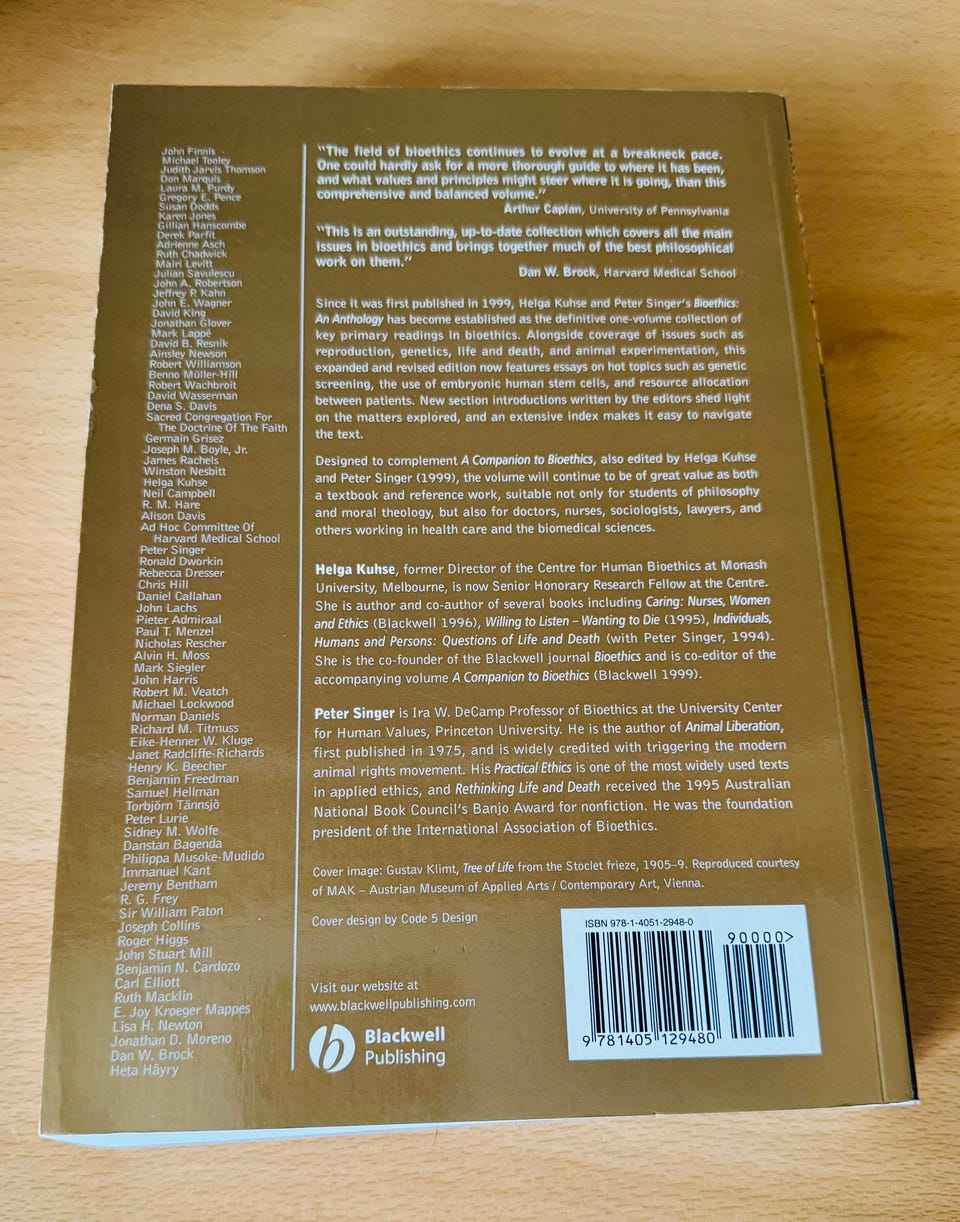 John Finnis
Michael Tooley
Judith Jarvis Thomson
Don Marquis
Laura M. Purdy
Gregory E. Pence
Susan Dodds
Karen Jones
Gillian Hanscombe
Derek Parfit
Adrienne Asch
Ruth Chadwick
Mairi Levitt
Julian Savulescu
John A. Robertson
Jeffrey P. Kahn
John E. Wagner
David King
Jonathan Glover
Mark Lappé
David B. Resnik
Ainsley Newson
Robert Williamson
Benno Müller-Hill
Robert Wachbroit
David Wasserman
Dena S. Davis
Sacred Congregation For
The Doctrine Of The Faith
Germain Grisez
Joseph M. Boyle, Jr.
James Rachels
Winston Nesbitt
Helga Kuhse
Neil Campbell
R. M. Hare
Alison Davis
Ad Hoc Committee Of
Harvard Medical School
Peter Singer
Ronald Dworkin
Rebecca Dresser
Chris Hill
Daniel Callahan
John Lachs
Pieter Admiraal
Paul T. Menzel
Nicholas Rescher
Alvin H. Moss
Mark Siegler
John Harris
Robert M. Veatch
Michael Lockwood
Norman Daniels
Richard M. Titmuss
Eike-Henner W. Kluge
Janet Radcliffe-Richards
Henry K. Beecher
Benjamin Freedman
Samuel Hellman
Torbjörn Tännsjö
Peter Lurie
Sidney M. Wolfe
Danstan Bagenda
Philippa Musoke-Mudido
Immanuel Kant
Jeremy Bentham
R. G. Frey
Sir William Paton
Joseph Collins
Roger Higgs
John Stuart Mill
Benjamin N. Cardozo
Carl Elliott
Ruth Macklin
E. Joy Kroeger Mappes
Lisa H. Newton
Jonathan D. Moreno
Dan W. Brock
Heta Häyry
"The field of bioethics continues to evolve at a breakneck pace.
One could hardly ask for a more thorough guide to where it has been,
and what values and principles might steer where it is going, than this
comprehensive and balanced volume."
Arthur Caplan, University of Pennsylvania
"This is an outstanding, up-to-date collection which covers all the main
issues in bioethics and brings together much of the best philosophical
work on them."
Dan W. Brock, Harvard Medical School
Since it was first published in 1999, Helga Kuhse and Peter Singer's Bioethics:
An Anthology has become established as the definitive one-volume collection of
key primary readings in bioethics. Alongside coverage of issues such as
reproduction, genetics, life and death, and animal experimentation, this
expanded and revised edition now features essays on hot topics such as genetic
screening, the use of embryonic human stem cells, and resource allocation
between patients. New section introductions written by the editors shed light
on the matters explored, and an extensive index makes it easy to navigate
the text.
Designed to complement A Companion to Bioethics, also edited by Helga Kuhse
and Peter Singer (1999), the volume will continue to be of great value as both
a textbook and reference work, suitable not only for students of philosophy
and moral theology, but also for doctors, nurses, sociologists, lawyers, and
others working in health care and the biomedical sciences.
Helga Kuhse, former Director of the Centre for Human Bioethics at Monash
University, Melbourne, is now Senior Honorary Research Fellow at the Centre.
She is author and co-author of several books including Caring: Nurses, Women
and Ethics (Blackwell 1996), Willing to Listen – Wanting to Die (1995), Individuals,
Humans and Persons: Questions of Life and Death (with Peter Singer, 1994).
She is the co-founder of the Blackwell journal Bioethics and is co-editor of the
accompanying volume A Companion to Bioethics (Blackwell 1999).
Peter Singer is Ira W. DeCamp Professor of Bioethics at the University Center
for Human Values, Princeton University. He is the author of Animal Liberation,
first published in 1975, and is widely credited with triggering the modern
animal rights movement. His Practical Ethics is one of the most widely used texts
in applied ethics, and Rethinking Life and Death received the 1995 Australian
National Book Council's Banjo Award for nonfiction. He was the foundation
president of the International Association of Bioethics.
Cover image: Gustav Klimt, Tree of Life from the Stoclet frieze, 1905–9. Reproduced courtesy
of MAK – Austrian Museum of Applied Arts / Contemporary Art, Vienna.
Cover design by Code 5 Design
Visit our website at
www.blackwellpublishing.com
Blackwell
Publishing
ISBN 978-1-4051-2948-0
90000>
9 781405 129480